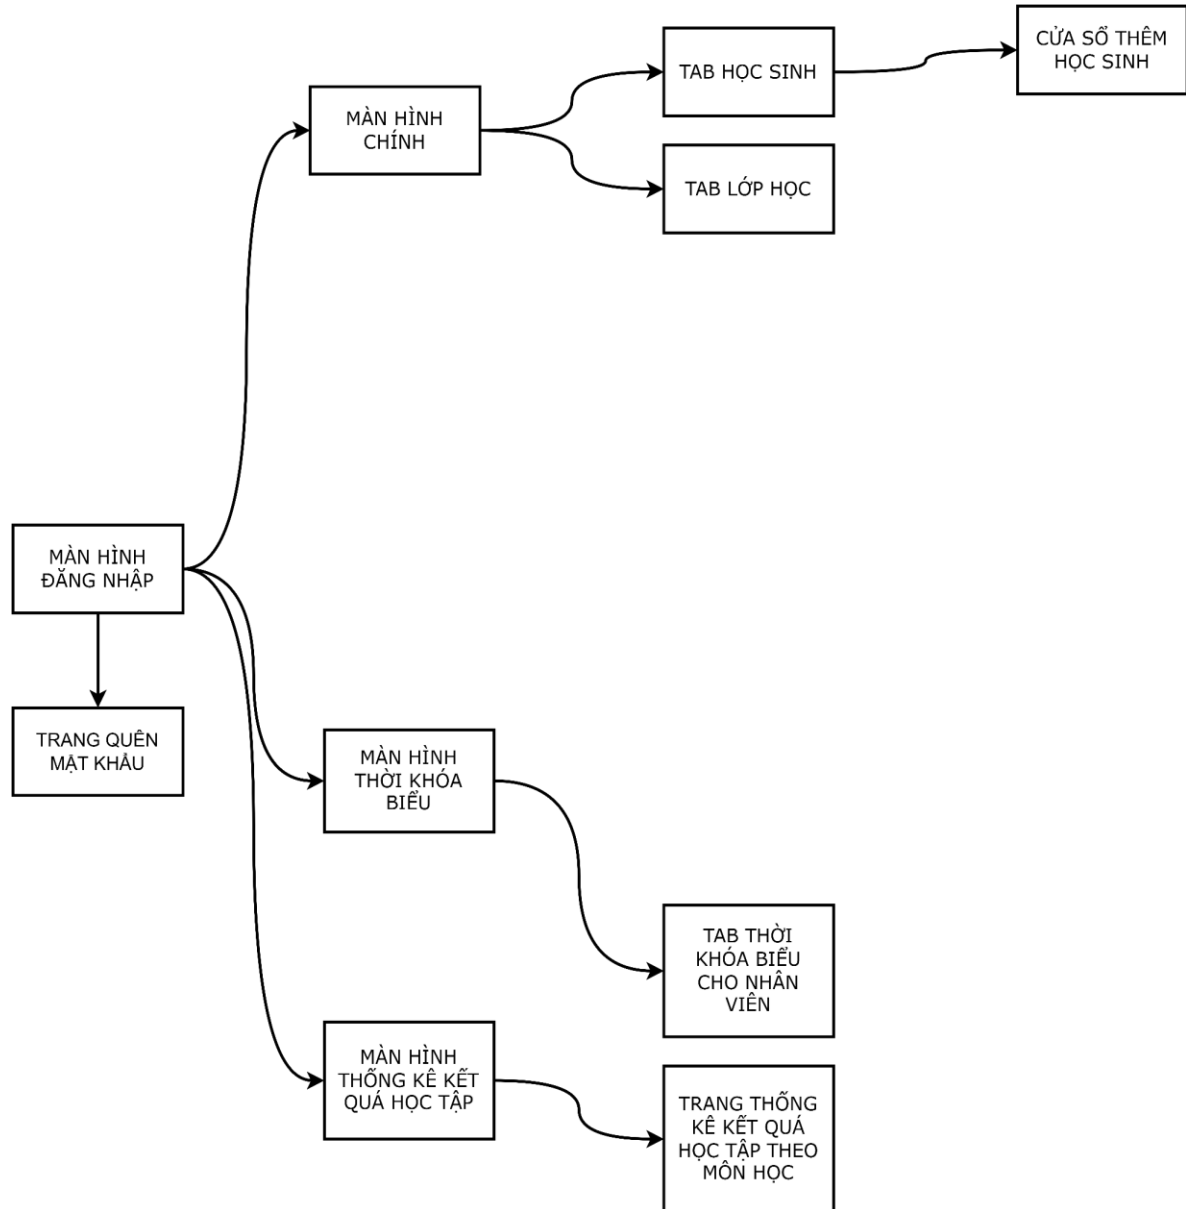 CỬA SỔ THÊM
HỌC SINH
TAB HỌC SINH
MÀN HÌNH
CHÍNH
TAB LỚP HỌC
MÀN HÌNH
ĐĂNG NHẬP
TRANG QUÊN
MẬT KHẨU
MÀN HÌNH
THỜI KHÓA
BIỂU
TAB THỜI
KHÓA BIỂU
CHO NHÂN
VIÊN
MÀN HÌNH
THỐNG KÊ KẾT
QUẢ HỌC TẬP
TRANG THỐNG
KÊ KẾT QUẢ
HỌC TẬP THEO
MÔN HỌC